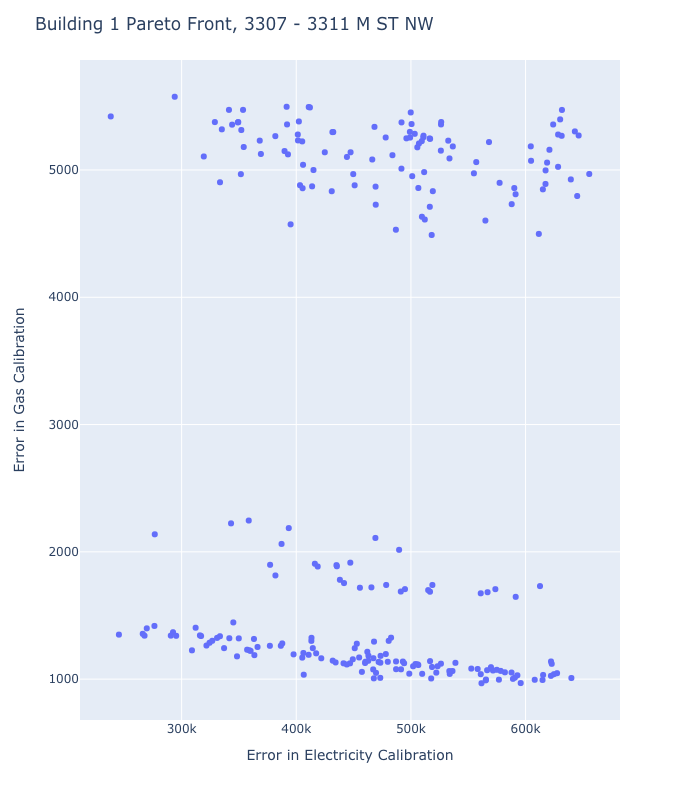 Building 1 Pareto Front, 3307 - 3311 M ST NW
5000
4000
3000
2000
1000
Error in Gas Calibration
300k
400k
500k
600k
Error in Electricity Calibration